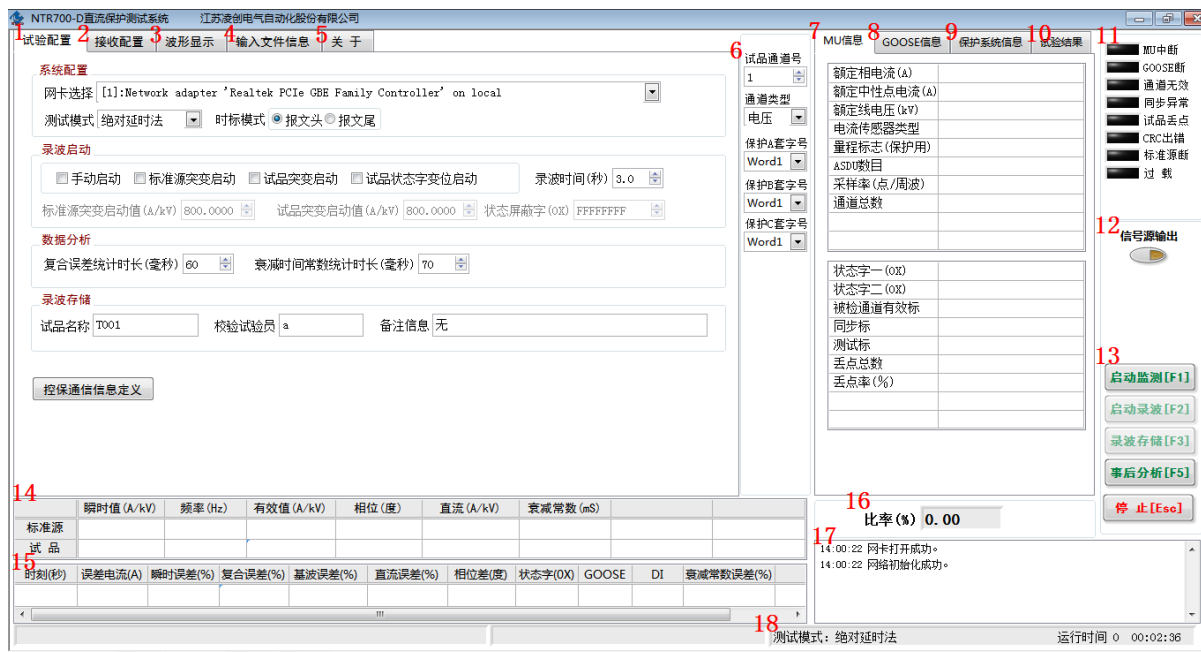 NTR700-D直流保护测试系统 江苏凌创电气自动化股份有限公司
1 2 3 4 5
试验配置 接收配置 波形显示 输入文件信息 关 于
系统配置
网卡选择 [1]:Network adapter 'Realtek PCIe GBE Family Controller' on local
测试模式 绝对延时法 时标模式 报文头 报文尾
录波启动
手动启动 标准源突变启动 试品突变启动 试品状态字变位启动 录波时间(秒) 3.0
标准源突变启动值(A/kV) 800.0000 试品突变启动值(A/kV) 800.0000 状态屏蔽字(0X) FFFFFFFF
数据分析
复合误差统计时长(毫秒) 60 衰减时间常数统计时长(毫秒) 70
录波存储
试品名称 T001 校验试验员 a 备注信息 无
控保通信信息定义
6
试品通道号
1
通道类型
电压
保护A套字号
Word1
保护B套字号
Word1
保护C套字号
Word1
7 8 9 10
MU信息 GOOSE信息 保护系统信息 试验结果
额定相电流(A)
额定中性点电流(A)
额定线电压(kV)
电流传感器类型
量程标志(保护用)
ASDU数目
采样率(点/周波)
通道总数
状态字一(0X)
状态字二(0X)
被检通道有效标
同步标
测试标
丢点总数
丢点率(%)
11
MU中断
GOOSE断
通道无效
同步异常
试品丢点
CRC出错
标准源断
过 载
12
信号源输出
13
启动监测[F1]
启动录波[F2]
录波存储[F3]
事后分析[F5]
停 止[Esc]
14
瞬时值(A/kV) 频率(Hz) 有效值(A/kV) 相位(度) 直流(A/kV) 衰减常数(mS)
标准源
试 品
15
时刻(秒) 误差电流(A) 瞬时误差(%) 复合误差(%) 基波误差(%) 直流误差(%) 相位差(度) 状态字(0X) GOOSE DI 衰减常数误差(%)
16
比率(%) 0.00
17
14:00:22 网卡打开成功。
14:00:22 网络初始化成功。
18
测试模式: 绝对延时法 运行时间 0 00:02:36